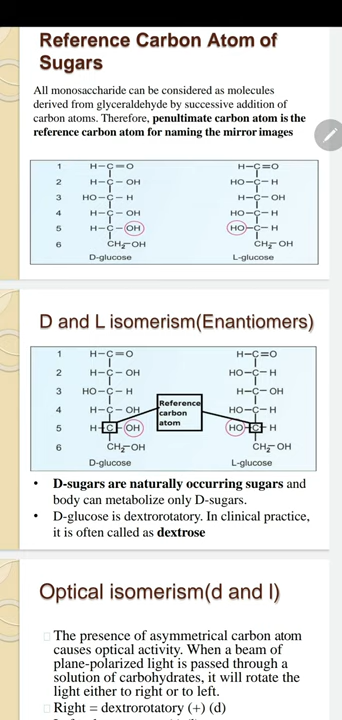 Reference Carbon Atom of
Sugars
All monosaccharide can be considered as molecules
derived from glyceraldehyde by successive addition of
carbon atoms. Therefore, penultimate carbon atom is the
reference carbon atom for naming the mirror images
1 H-C=O H-C=O
2 H-C-OH HO-C-H
3 HO-C-H H-C-OH
4 H-C-OH HO-C-H
5 H-C-OH HO-C-H
6 CH2-OH CH2-OH
D-glucose L-glucose
D and L isomerism(Enantiomers)
1 H-C=O H-C=O
2 H-C-OH HO-C-H
3 HO-C-H H-C-OH
Reference
carbon
atom
4 H-C-OH HO-C-H
5 H-C-OH HO-C-H
6 CH2-OH CH2-OH
D-glucose L-glucose
• D-sugars are naturally occurring sugars and
body can metabolize only D-sugars.
• D-glucose is dextrorotatory. In clinical practice,
it is often called as dextrose
Optical isomerism(d and l)
The presence of asymmetrical carbon atom
causes optical activity. When a beam of
plane-polarized light is passed through a
solution of carbohydrates, it will rotate the
light either to right or to left.
Right = dextrorotatory (+) (d)